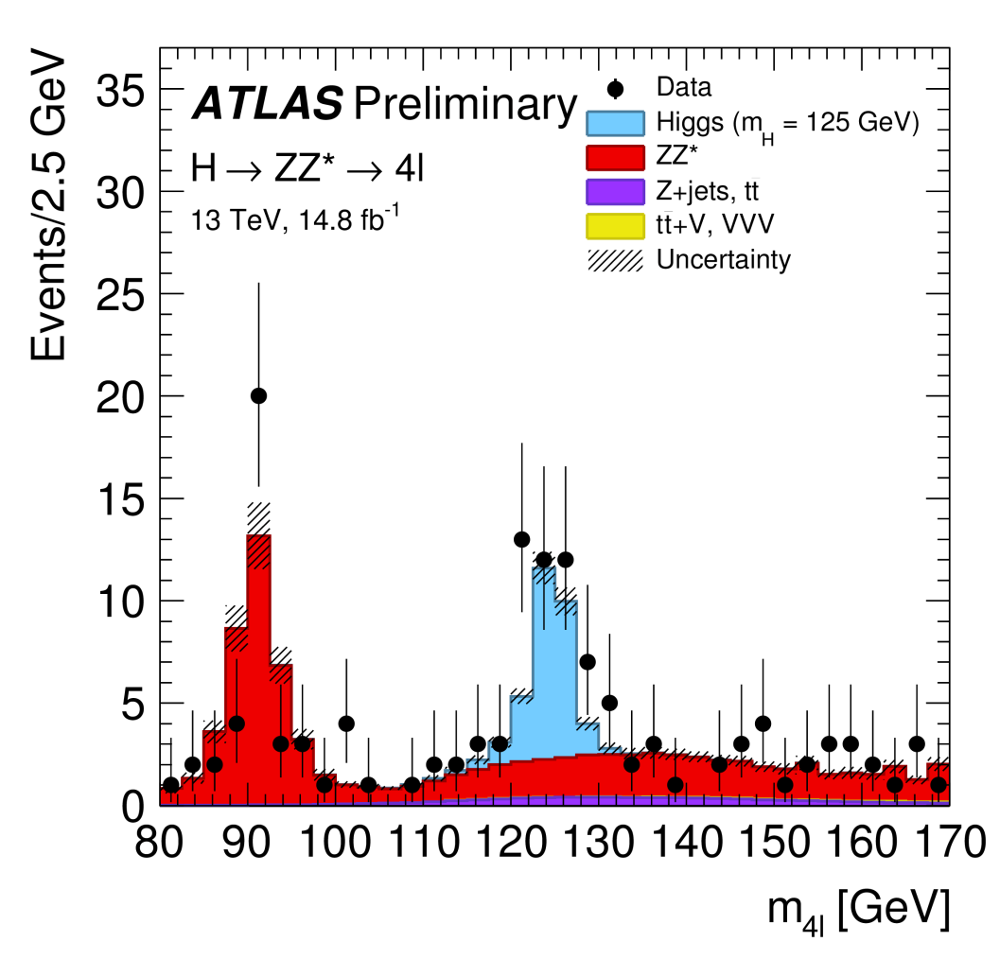 Events/2.5 GeV
35
30
25
20
15
10
5
0
ATLAS Preliminary
H → ZZ* → 4l
13 TeV, 14.8 fb⁻¹
Data
Higgs (m_H = 125 GeV)
ZZ*
Z+jets, tt̄
tt̄+V, VVV
Uncertainty
80 90 100 110 120 130 140 150 160 170
m_4l [GeV]